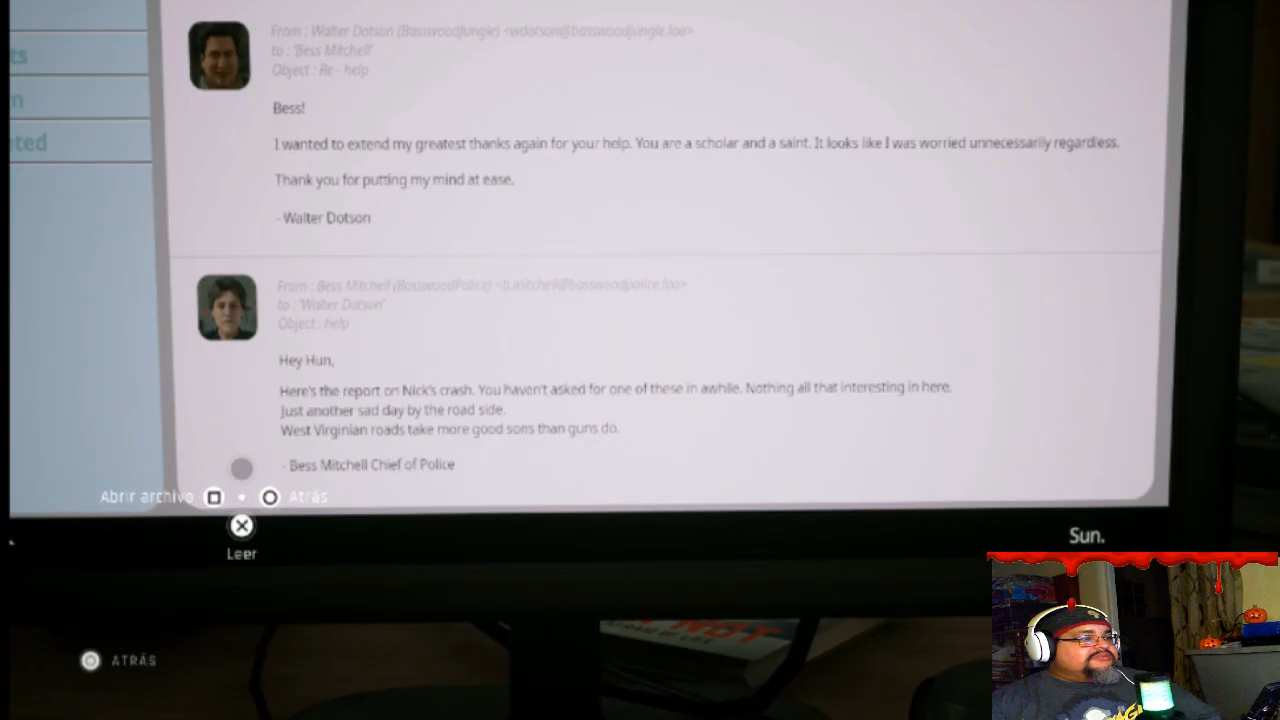 From : Walter Dotson (BasswoodJungle) <wdotson@basswoodjungle.loa>
to : 'Bess Mitchell'
Object : Re - help
Bess!
I wanted to extend my greatest thanks again for your help. You are a scholar and a saint. It looks like I was worried unnecessarily regardless.
Thank you for putting my mind at ease.
- Walter Dotson
From : Bess Mitchell (BasswoodPolice) <b.mitchell@basswoodpolice.loa>
to : 'Walter Dotson'
Object : help
Hey Hun,
Here's the report on Nick's crash. You haven't asked for one of these in awhile. Nothing all that interesting in here.
Just another sad day by the road side.
West Virginian roads take more good sons than guns do.
- Bess Mitchell Chief of Police
Abrir archivo
Atrás
Leer
Sun.
NOT
ATRÁS